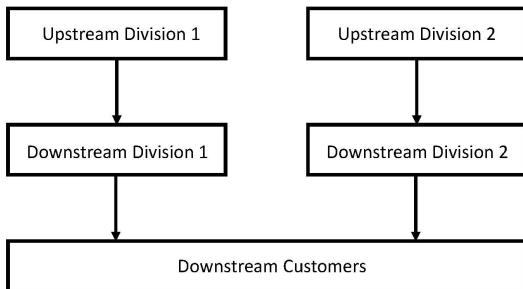 Upstream Division 1
Upstream Division 2
Downstream Division 1
Downstream Division 2
Downstream Customers